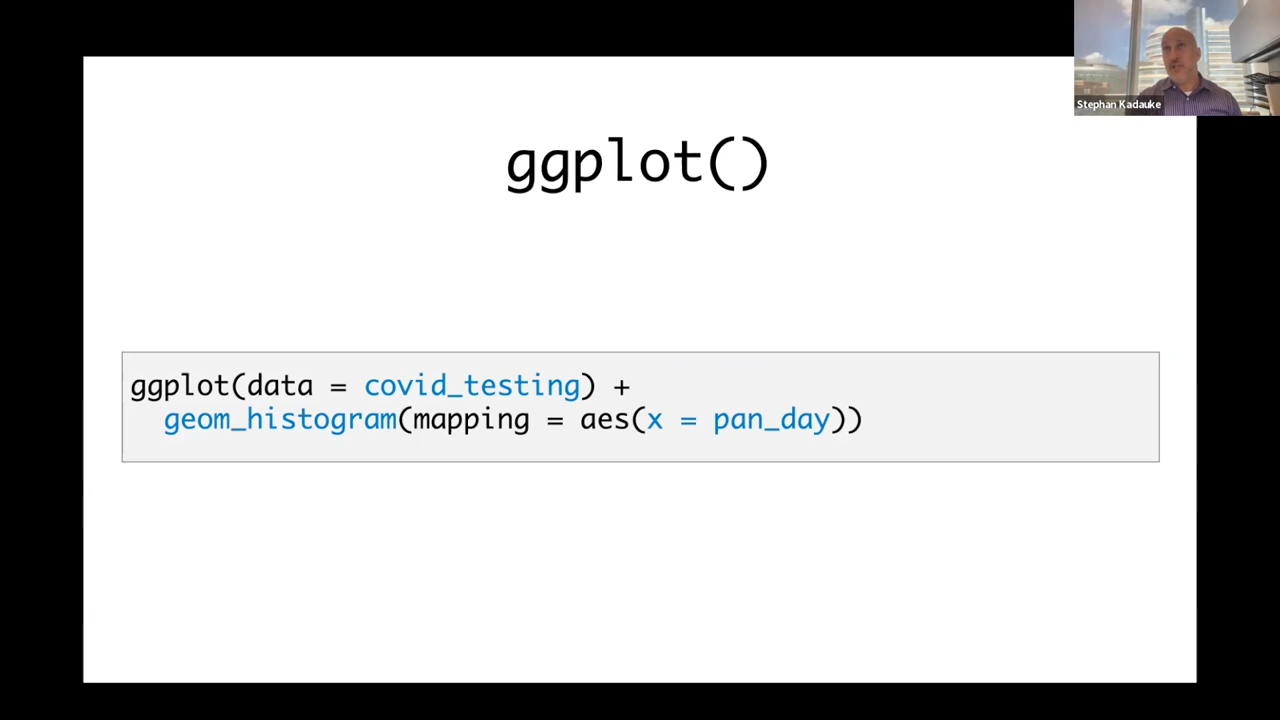 Stephan Kadauke
ggplot()
ggplot(data = covid_testing) +
geom_histogram(mapping = aes(x = pan_day))